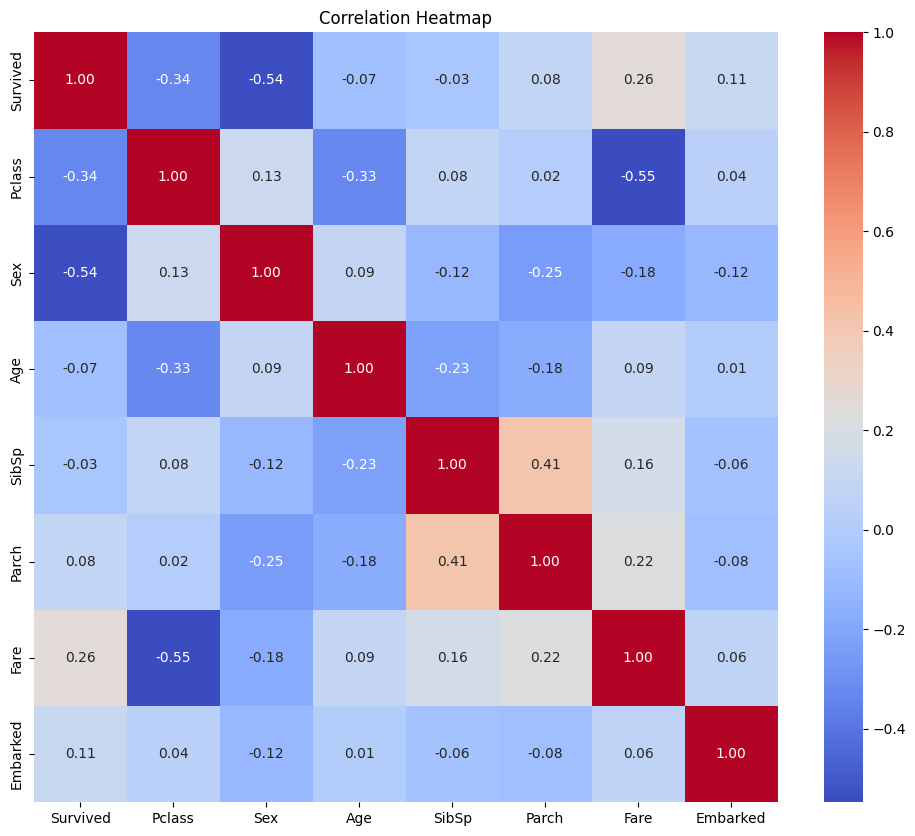 Correlation Heatmap
Survived 1.00 -0.34 -0.54 -0.07 -0.03 0.08 0.26 0.11
Pclass -0.34 1.00 0.13 -0.33 0.08 0.02 -0.55 0.04
Sex -0.54 0.13 1.00 0.09 -0.12 -0.25 -0.18 -0.12
Age -0.07 -0.33 0.09 1.00 -0.23 -0.18 0.09 0.01
SibSp -0.03 0.08 -0.12 -0.23 1.00 0.41 0.16 -0.06
Parch 0.08 0.02 -0.25 -0.18 0.41 1.00 0.22 -0.08
Fare 0.26 -0.55 -0.18 0.09 0.16 0.22 1.00 0.06
Embarked 0.11 0.04 -0.12 0.01 -0.06 -0.08 0.06 1.00
Survived Pclass Sex Age SibSp Parch Fare Embarked
1.0
0.8
0.6
0.4
0.2
0.0
−0.2
−0.4